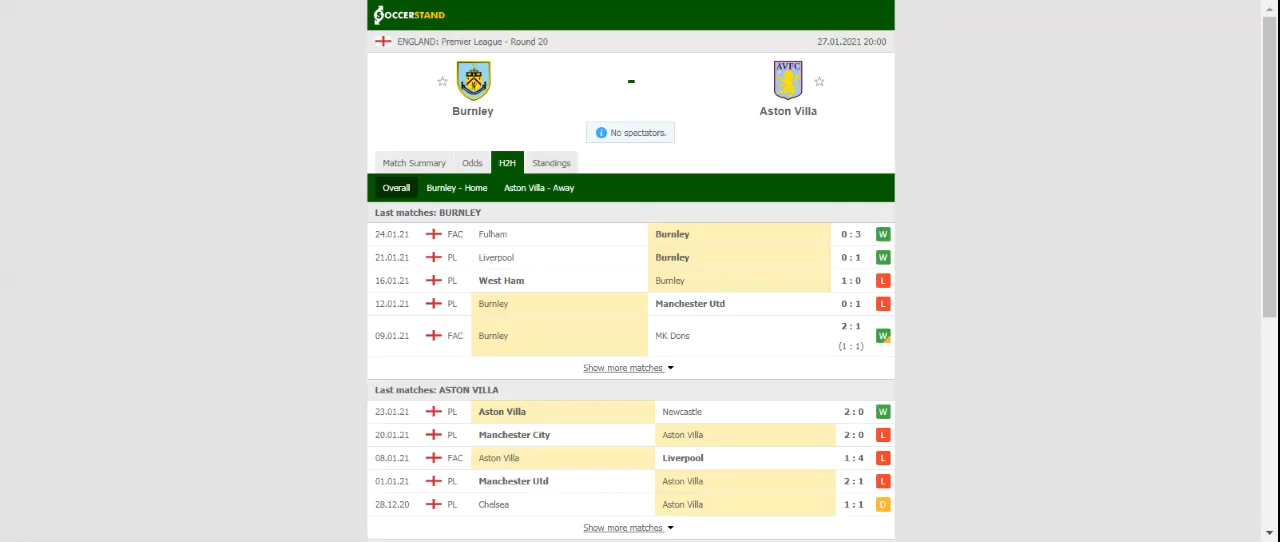 SOCCERSTAND
ENGLAND: Premier League - Round 20 27.01.2021 20:00
AVFC
Burnley - Aston Villa
No spectators.
Match Summary Odds H2H Standings
Overall Burnley - Home Aston Villa - Away
Last matches: BURNLEY
24.01.21 FAC Fulham Burnley 0 : 3 W
21.01.21 PL Liverpool Burnley 0 : 1 W
16.01.21 PL West Ham Burnley 1 : 0 L
12.01.21 PL Burnley Manchester Utd 0 : 1 L
09.01.21 FAC Burnley MK Dons 2 : 1 (1 : 1) W
Show more matches
Last matches: ASTON VILLA
23.01.21 PL Aston Villa Newcastle 2 : 0 W
20.01.21 PL Manchester City Aston Villa 2 : 0 L
08.01.21 FAC Aston Villa Liverpool 1 : 4 L
01.01.21 PL Manchester Utd Aston Villa 2 : 1 L
28.12.20 PL Chelsea Aston Villa 1 : 1 D
Show more matches